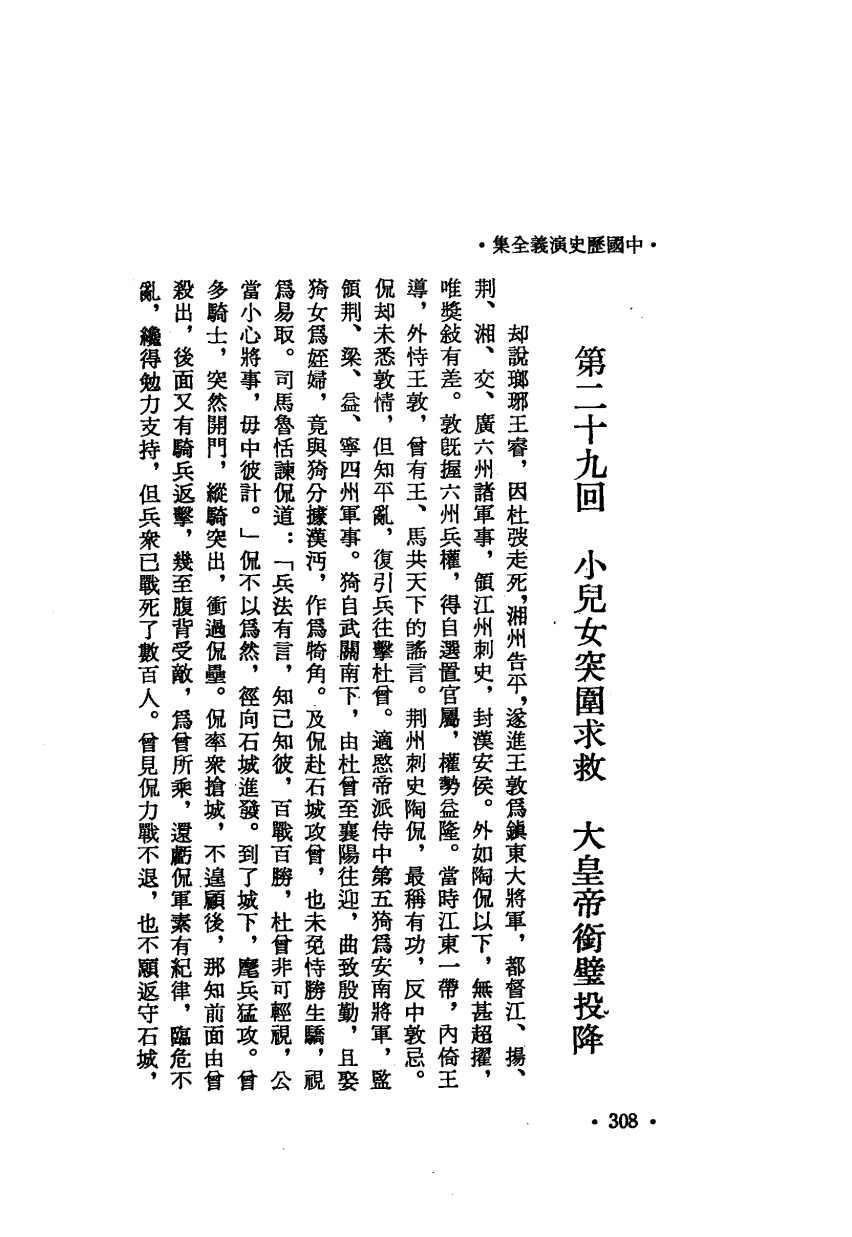 •中國歷史演義全集•
第二十九回　小兒女突圍求救　大皇帝銜璧投降
却說瑯琊王睿，因杜弢走死，湘州告平，遂進王敦爲鎭東大將軍，都督江、揚、
荆、湘、交、廣六州諸軍事，領江州刺史，封漢安侯。外如陶侃以下，無甚超擢，
唯獎敍有差。敦旣握六州兵權，得自選置官屬，權勢益隆。當時江東一帶，內倚王
導，外恃王敦，曾有王、馬共天下的謠言。荆州刺史陶侃，最稱有功，反中敦忌。
侃却未悉敦情，但知平亂，復引兵往擊杜曾。適愍帝派侍中第五猗爲安南將軍，監
領荆、梁、益、寧四州軍事。猗自武關南下，由杜曾至襄陽往迎，曲致殷勤，且娶
猗女爲姪婦，竟與猗分據漢沔，作爲犄角。及侃赴石城攻曾，也未免恃勝生驕，視
爲易取。司馬魯恬諫侃道：「兵法有言，知己知彼，百戰百勝，杜曾非可輕視，公
當小心將事，毋中彼計。」侃不以爲然，徑向石城進發。到了城下，麾兵猛攻。曾
多騎士，突然開門，縱騎突出，衝過侃壘。侃率衆搶城，不遑顧後，那知前面由曾
殺出，後面又有騎兵返擊，幾至腹背受敵，爲曾所乘，還虧侃軍素有紀律，臨危不
亂，纔得勉力支持，但兵衆已戰死了數百人。曾見侃力戰不退，也不願返守石城，
•308•